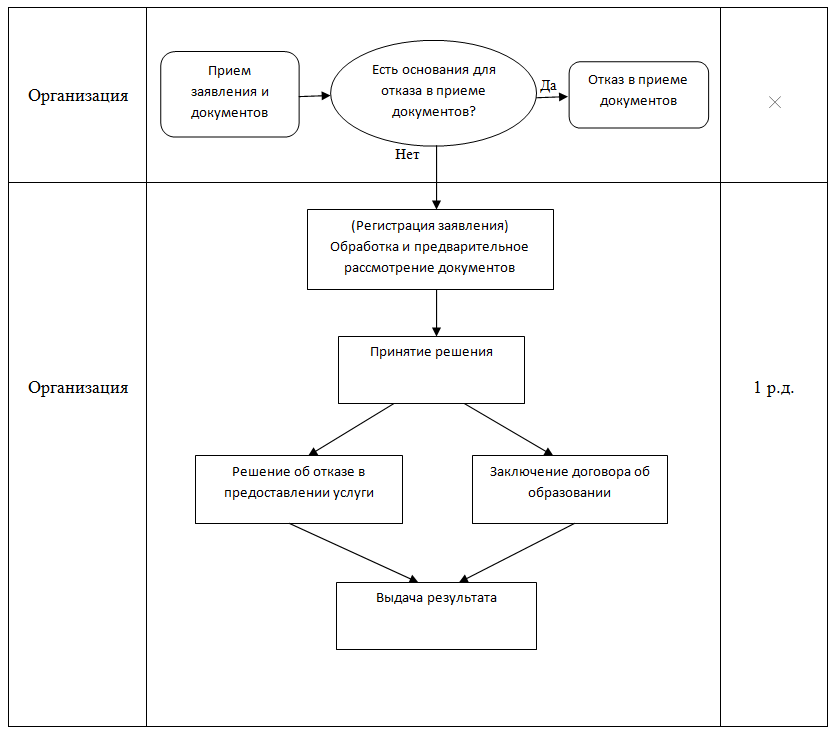 Организация
Прием
заявления и
документов
Есть основания для
отказа в приеме
документов?
Да
Отказ в приеме
документов
Нет
Организация
(Регистрация заявления)
Обработка и предварительное
рассмотрение документов
Принятие решения
Решение об отказе в
предоставлении услуги
Заключение договора об
образовании
Выдача результата
1 р.д.